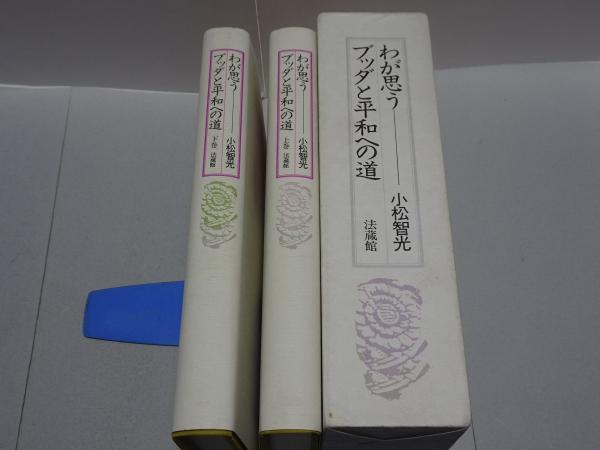 わが思う――
ブッダと平和への道
小松智光
下巻 法蔵館
わが思う――
ブッダと平和への道
小松智光
上巻 法蔵館
わが思う――
ブッダと平和への道
小松智光
法蔵館